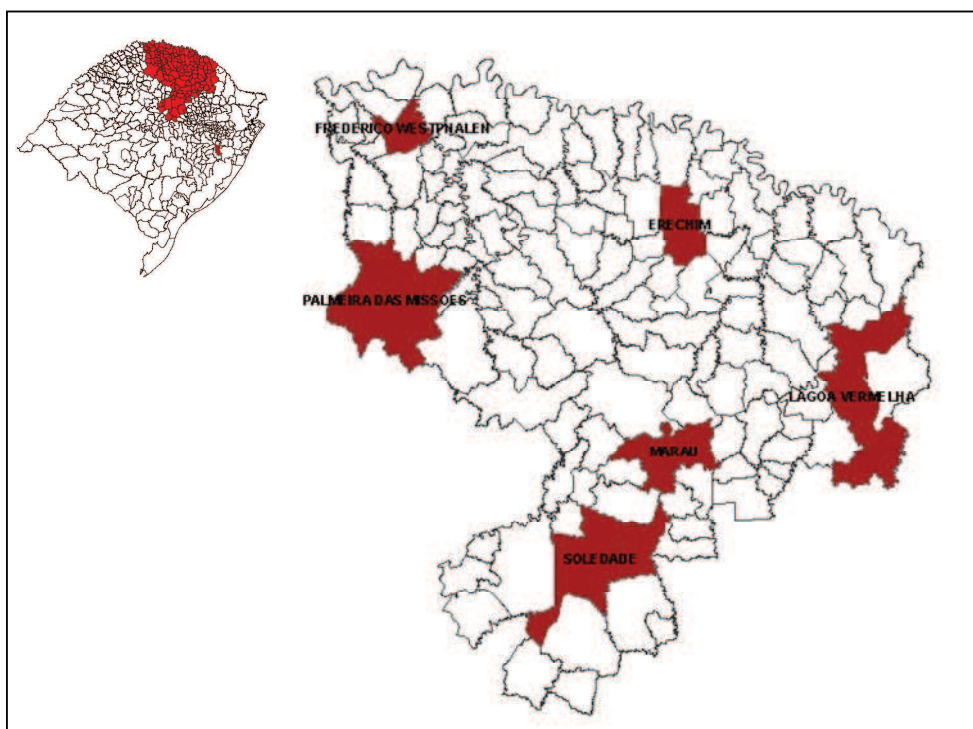 FREDERICO WESTPHALEN
ERECHIM
PALMEIRA DAS MISSOES
LAGOA VERMELHA
MARAU
SOLEDADE